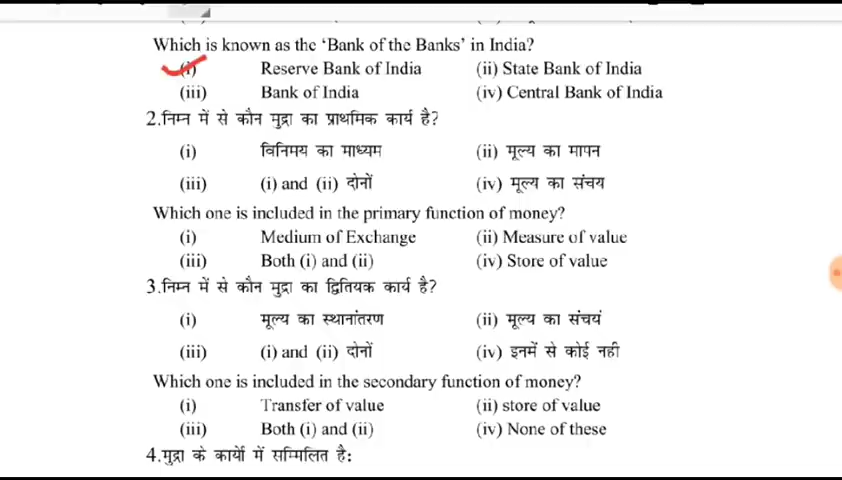 Which is known as the ‘Bank of the Banks’ in India?
(i) Reserve Bank of India (ii) State Bank of India
(iii) Bank of India (iv) Central Bank of India
2.निम्न में से कौन मुद्रा का प्राथमिक कार्य है?
(i) विनिमय का माध्यम (ii) मूल्य का मापन
(iii) (i) and (ii) दोनों (iv) मूल्य का संचय
Which one is included in the primary function of money?
(i) Medium of Exchange (ii) Measure of value
(iii) Both (i) and (ii) (iv) Store of value
3.निम्न में से कौन मुद्रा का द्वितियक कार्य है?
(i) मूल्य का स्थानांतरण (ii) मूल्य का संचयं
(iii) (i) and (ii) दोनों (iv) इनमें से कोई नही
Which one is included in the secondary function of money?
(i) Transfer of value (ii) store of value
(iii) Both (i) and (ii) (iv) None of these
4.मुद्रा के कार्यो में सम्मिलित है: